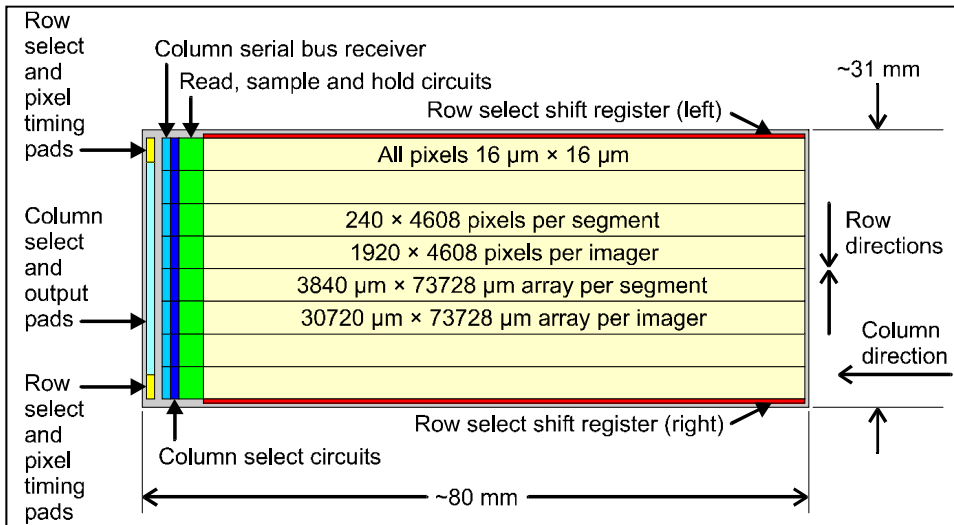 Row
select
and
pixel
timing
pads
Column serial bus receiver
Read, sample and hold circuits
Row select shift register (left)
~31 mm
All pixels 16 µm × 16 µm
240 × 4608 pixels per segment
1920 × 4608 pixels per imager
3840 µm × 73728 µm array per segment
30720 µm × 73728 µm array per imager
Column
select
and
output
pads
Row
directions
Column
direction
Row
select
and
pixel
timing
pads
Column select circuits
Row select shift register (right)
~80 mm